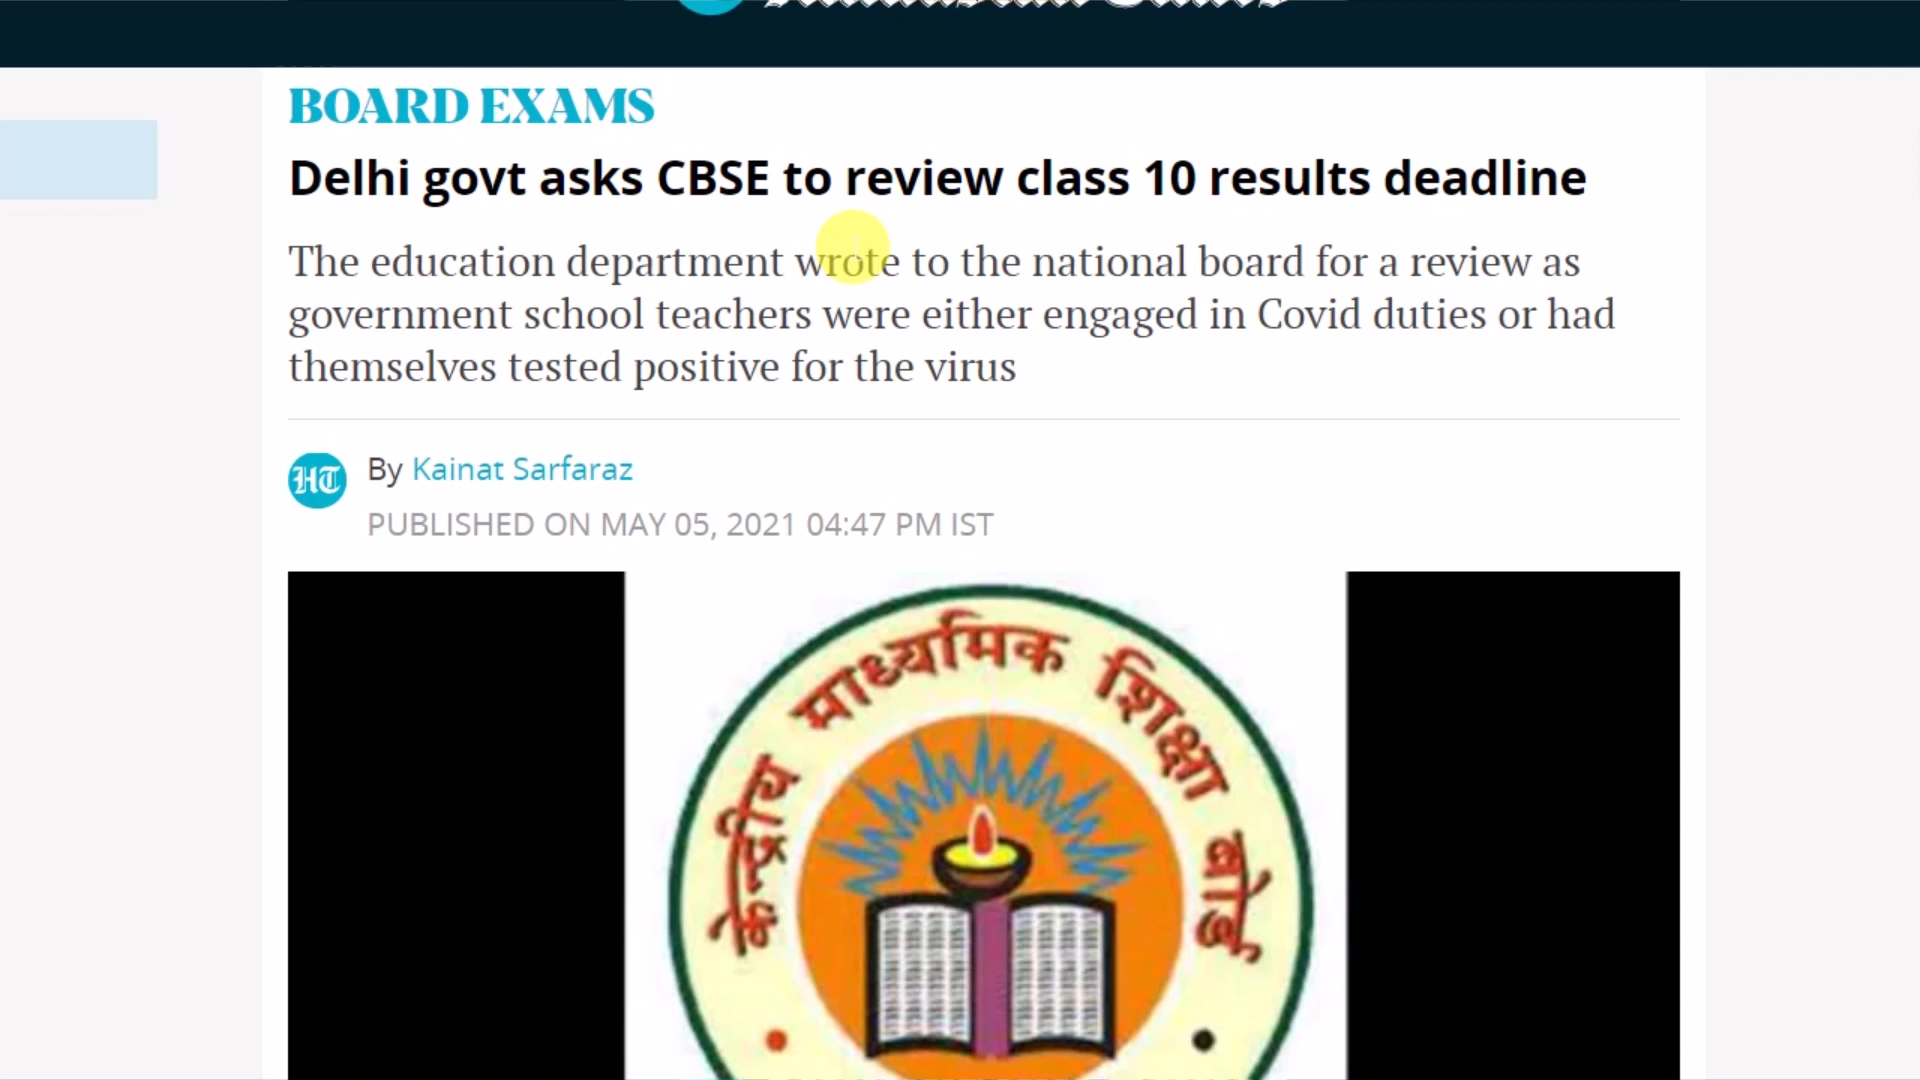 BOARD EXAMS
Delhi govt asks CBSE to review class 10 results deadline
The education department wrote to the national board for a review as
government school teachers were either engaged in Covid duties or had
themselves tested positive for the virus
HT
By Kainat Sarfaraz
PUBLISHED ON MAY 05, 2021 04:47 PM IST
केन्द्रीय माध्यमिक शिक्षा बोर्ड